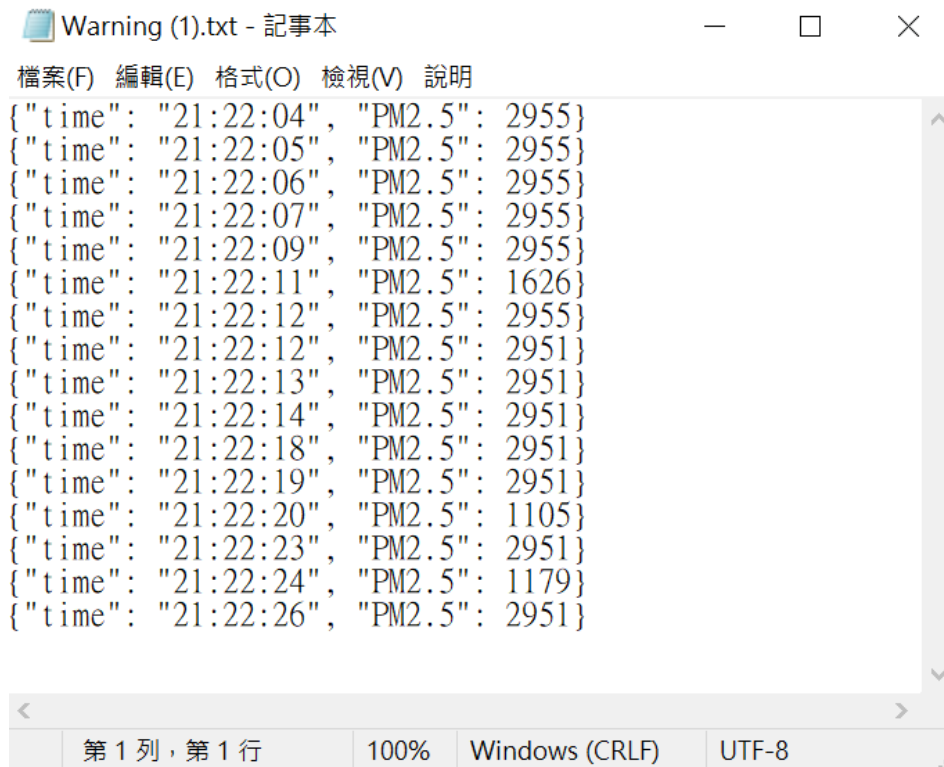 Warning (1).txt - 記事本
檔案(F) 編輯(E) 格式(O) 檢視(V) 說明
{"time": "21:22:04", "PM2.5": 2955}
{"time": "21:22:05", "PM2.5": 2955}
{"time": "21:22:06", "PM2.5": 2955}
{"time": "21:22:07", "PM2.5": 2955}
{"time": "21:22:09", "PM2.5": 2955}
{"time": "21:22:11", "PM2.5": 1626}
{"time": "21:22:12", "PM2.5": 2955}
{"time": "21:22:12", "PM2.5": 2951}
{"time": "21:22:13", "PM2.5": 2951}
{"time": "21:22:14", "PM2.5": 2951}
{"time": "21:22:18", "PM2.5": 2951}
{"time": "21:22:19", "PM2.5": 2951}
{"time": "21:22:20", "PM2.5": 1105}
{"time": "21:22:23", "PM2.5": 2951}
{"time": "21:22:24", "PM2.5": 1179}
{"time": "21:22:26", "PM2.5": 2951}
第 1 列，第 1 行 100% Windows (CRLF) UTF-8